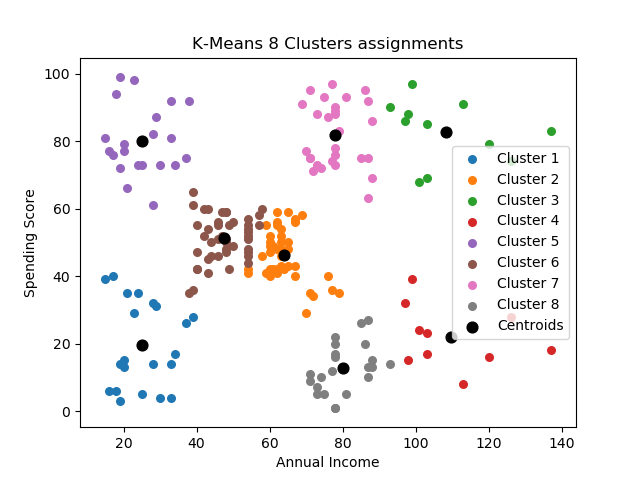 K-Means 8 Clusters assignments
Spending Score
100
80
60
40
20
0
Cluster 1
Cluster 2
Cluster 3
Cluster 4
Cluster 5
Cluster 6
Cluster 7
Cluster 8
Centroids
20 40 60 80 100 120 140
Annual Income